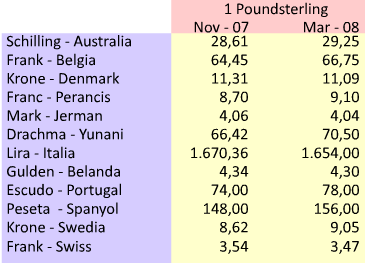 1 Poundsterling
Nov - 07 Mar - 08
Schilling - Australia 28,61 29,25
Frank - Belgia 64,45 66,75
Krone - Denmark 11,31 11,09
Franc - Perancis 8,70 9,10
Mark - Jerman 4,06 4,04
Drachma - Yunani 66,42 70,50
Lira - Italia 1.670,36 1.654,00
Gulden - Belanda 4,34 4,30
Escudo - Portugal 74,00 78,00
Peseta - Spanyol 148,00 156,00
Krone - Swedia 8,62 9,05
Frank - Swiss 3,54 3,47